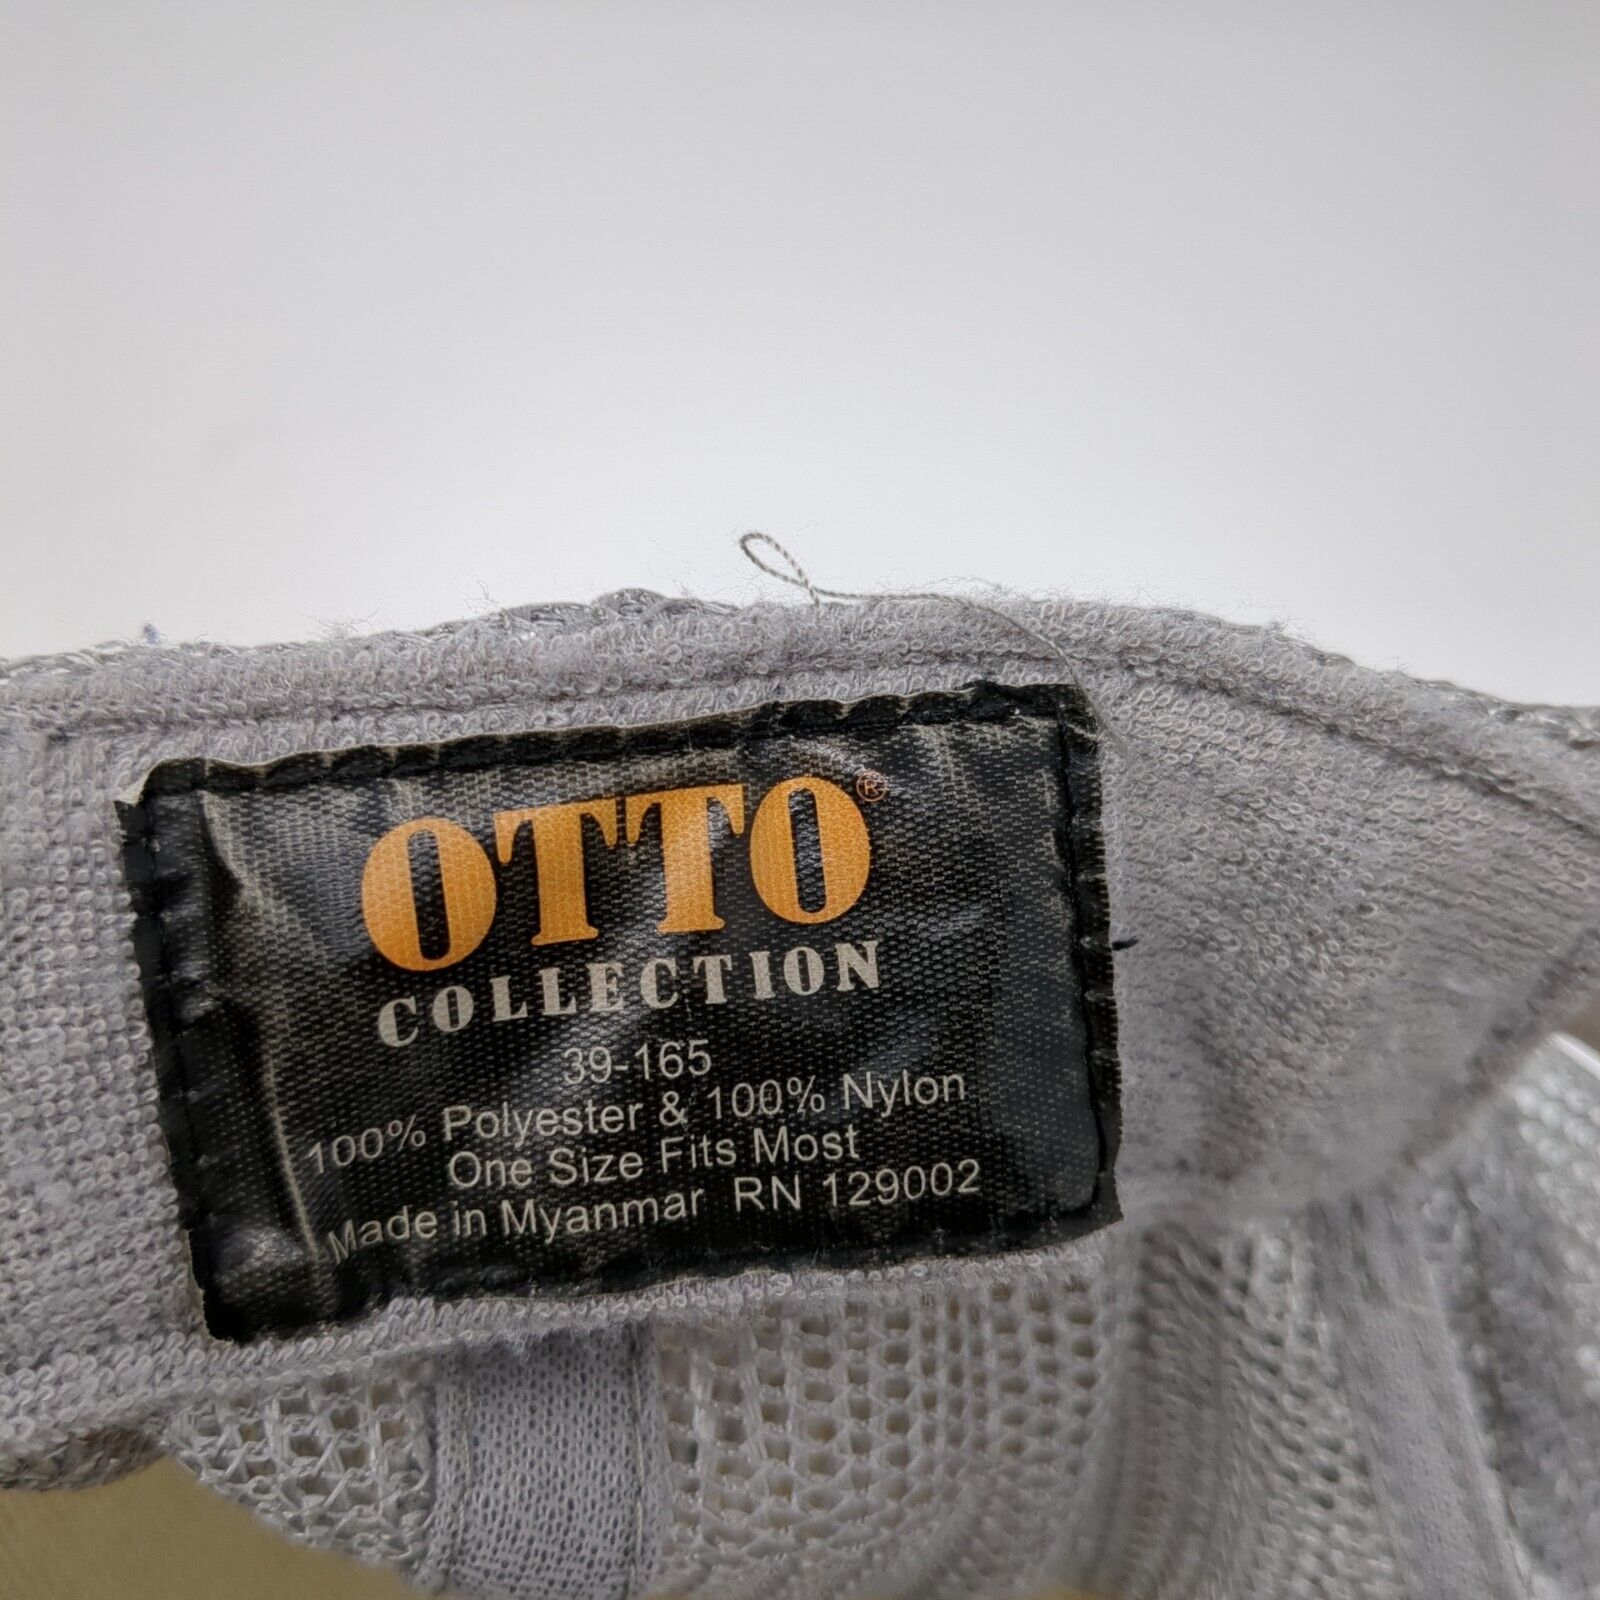 OTTO®
COLLECTION
39-165
100% Polyester & 100% Nylon
One Size Fits Most
Made in Myanmar RN 129002